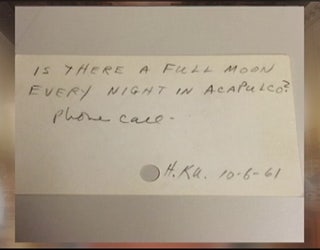 IS THERE A FULL MOON
EVERY NIGHT IN ACAPULCO?
Phone call-
H.Ku. 10-6-61